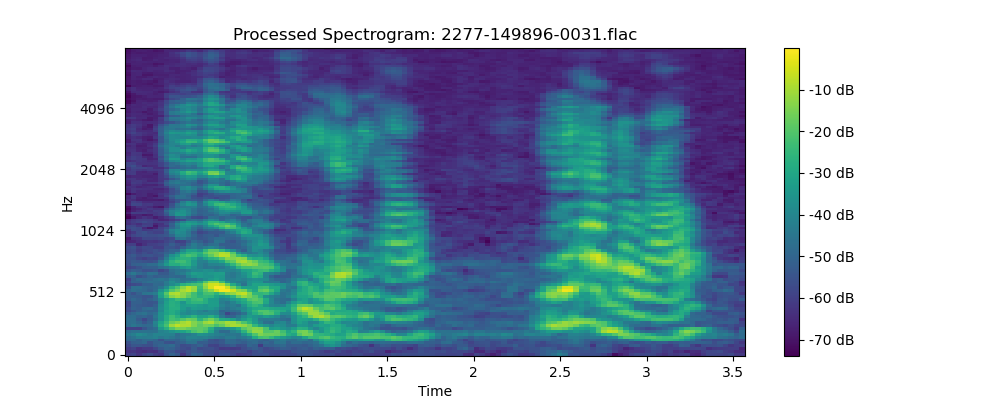 Processed Spectrogram: 2277-149896-0031.flac
Hz
4096
2048
1024
512
0
0
0.5
1
1.5
2
2.5
3
3.5
Time
-10 dB
-20 dB
-30 dB
-40 dB
-50 dB
-60 dB
-70 dB